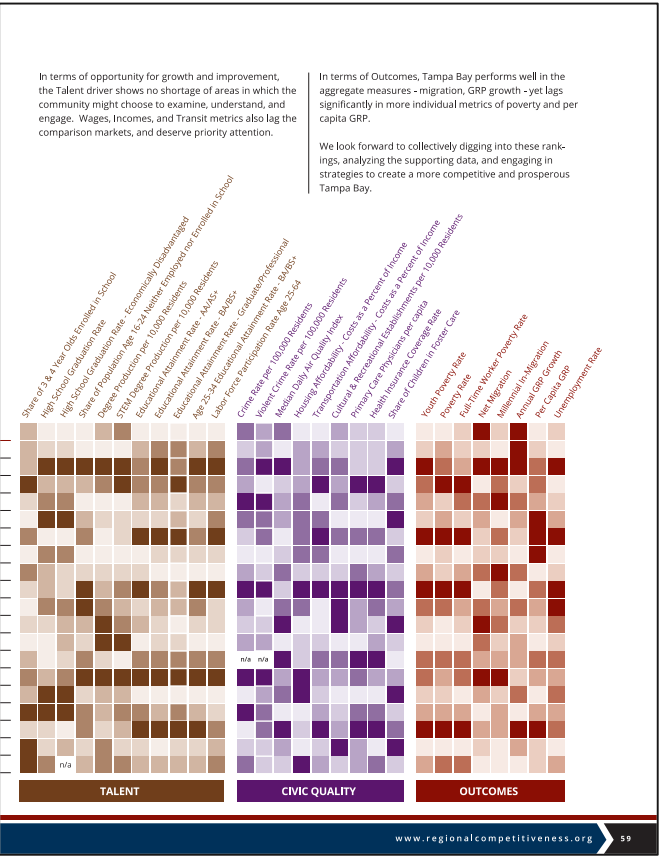 In terms of opportunity for growth and improvement,
the Talent driver shows no shortage of areas in which the
community might choose to examine, understand, and
engage.  Wages, Incomes, and Transit metrics also lag the
comparison markets, and deserve priority attention.
In terms of Outcomes, Tampa Bay performs well in the
aggregate measures - migration, GRP growth - yet lags
significantly in more individual metrics of poverty and per
capita GRP.
We look forward to collectively digging into these rank-
ings, analyzing the supporting data, and engaging in
strategies to create a more competitive and prosperous
Tampa Bay.
Share of 3 & 4 Year Olds Enrolled in School
High School Graduation Rate
High School Graduation Rate - Economically Disadvantaged
Share of Population Age 16-24 Neither Employed nor Enrolled in School
Degree Production per 10,000 Residents
STEM Degree Production per 10,000 Residents
Educational Attainment Rate - AA/AS+
Educational Attainment Rate - BA/BS+
Educational Attainment Rate - Graduate/Professional
Age 25-34 Educational Attainment Rate - BA/BS+
Labor Force Participation Rate Age 25-64
Crime Rate per 100,000 Residents
Violent Crime Rate per 100,000 Residents
Median Daily Air Quality Index
Housing Affordability - Costs as a Percent of Income
Transportation Affordability - Costs as a Percent of Income
Cultural & Recreational Establishments per 10,000 Residents
Primary Care Physicians per capita
Health Insurance Coverage Rate
Share of Children in Foster Care
Youth Poverty Rate
Poverty Rate
Full-Time Worker Poverty Rate
Net Migration
Millennial In-Migration
Annual GRP Growth
Per Capita GRP
Unemployment Rate
n/a n/a
n/a
TALENT
CIVIC QUALITY
OUTCOMES
www.regionalcompetitiveness.org
59